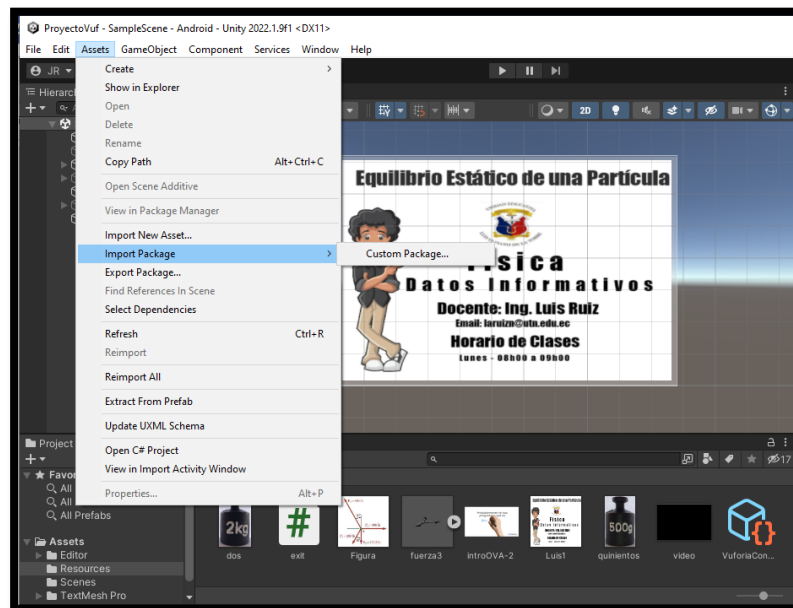 ProyectoVuf - SampleScene - Android - Unity 2022.1.9f1 <DX11>
File Edit Assets GameObject Component Services Window Help
JR
Hierarc
Create
Show in Explorer
Open
Delete
Rename
Copy Path Alt+Ctrl+C
Open Scene Additive
View in Package Manager
Import New Asset...
Import Package
Custom Package...
Export Package...
Find References In Scene
Select Dependencies
Refresh Ctrl+R
Reimport
Reimport All
Extract From Prefab
Update UXML Schema
Open C# Project
View in Import Activity Window
Properties... Alt+P
2D
Equilibrio Estático de una Partícula
Física
Datos Informativos
Docente: Ing. Luis Ruiz
Email: laruizn@utn.edu.ec
Horario de Clases
Lunes - 08h00 a 09h00
Project
17
Favor
All
All
All Prefabs
Assets
Editor
Resources
Scenes
TextMesh Pro
2kg
#
500g
dos
exit
Figura
fuerza3
introOVA-2
Luis1
quinientos
video
VuforiaCon...